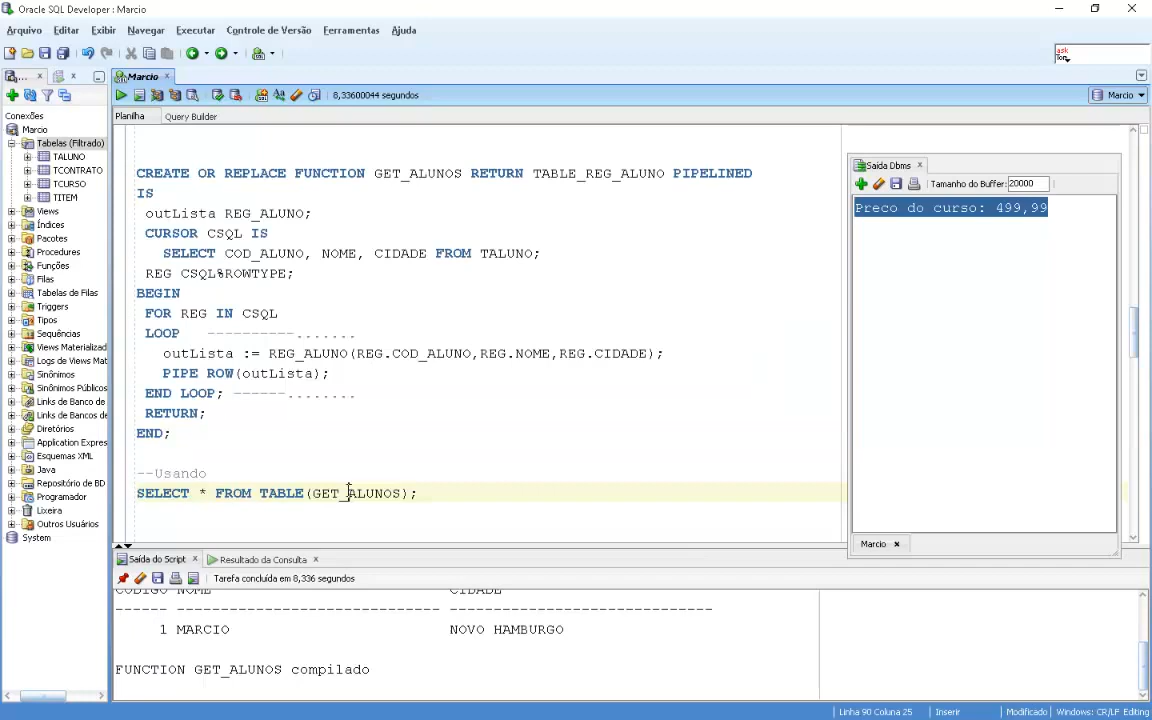 Oracle SQL Developer : Marcio
Arquivo Editar Exibir Navegar Executar Controle de Versão Ferramentas Ajuda
ask
Tom
... Marcio
8,33600044 segundos
Marcio
Planilha Query Builder
Conexões
Marcio
Tabelas (Filtrado)
TALUNO
TCONTRATO
TCURSO
TITEM
Views
Índices
Pacotes
Procedures
Funções
Filas
Tabelas de Filas
Triggers
Tipos
Sequências
Views Materializad
Logs de Views Mat
Sinônimos
Sinônimos Públicos
Links de Banco de
Links de Bancos de
Diretórios
Application Expres
Esquemas XML
Java
Repositório de BD
Programador
Lixeira
Outros Usuários
System
CREATE OR REPLACE FUNCTION GET_ALUNOS RETURN TABLE_REG_ALUNO PIPELINED
IS
outLista REG_ALUNO;
CURSOR CSQL IS
SELECT COD_ALUNO, NOME, CIDADE FROM TALUNO;
REG CSQL%ROWTYPE;
BEGIN
FOR REG IN CSQL
LOOP ----------.......
outLista := REG_ALUNO(REG.COD_ALUNO,REG.NOME,REG.CIDADE);
PIPE ROW(outLista);
END LOOP; ------........
RETURN;
END;
--Usando
SELECT * FROM TABLE(GET_ALUNOS);
Saída Dbms
Tamanho do Buffer: 20000
Preco do curso: 499,99
Marcio
Saída do Script Resultado da Consulta
Tarefa concluída em 8,336 segundos
CODIGO NOME CIDADE
------ ------------------------------ ------------------------------
1 MARCIO NOVO HAMBURGO
FUNCTION GET_ALUNOS compilado
Linha 90 Coluna 25 Inserir Modificado Windows: CR/LF Editing